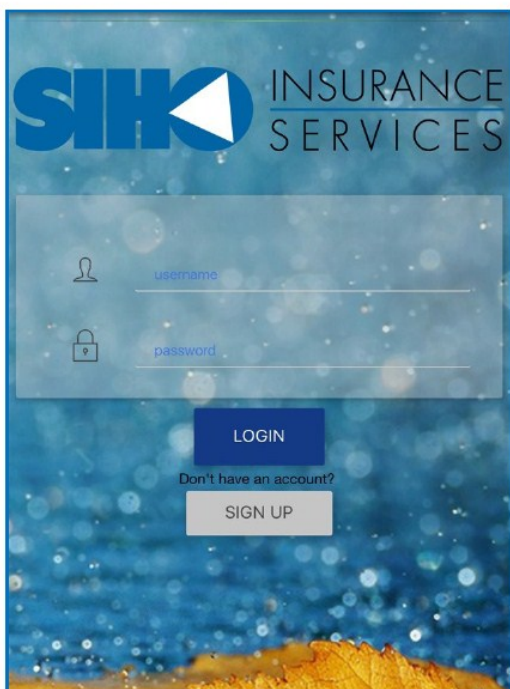 SIHO INSURANCE
SERVICES
username
password
LOGIN
Don't have an account?
SIGN UP